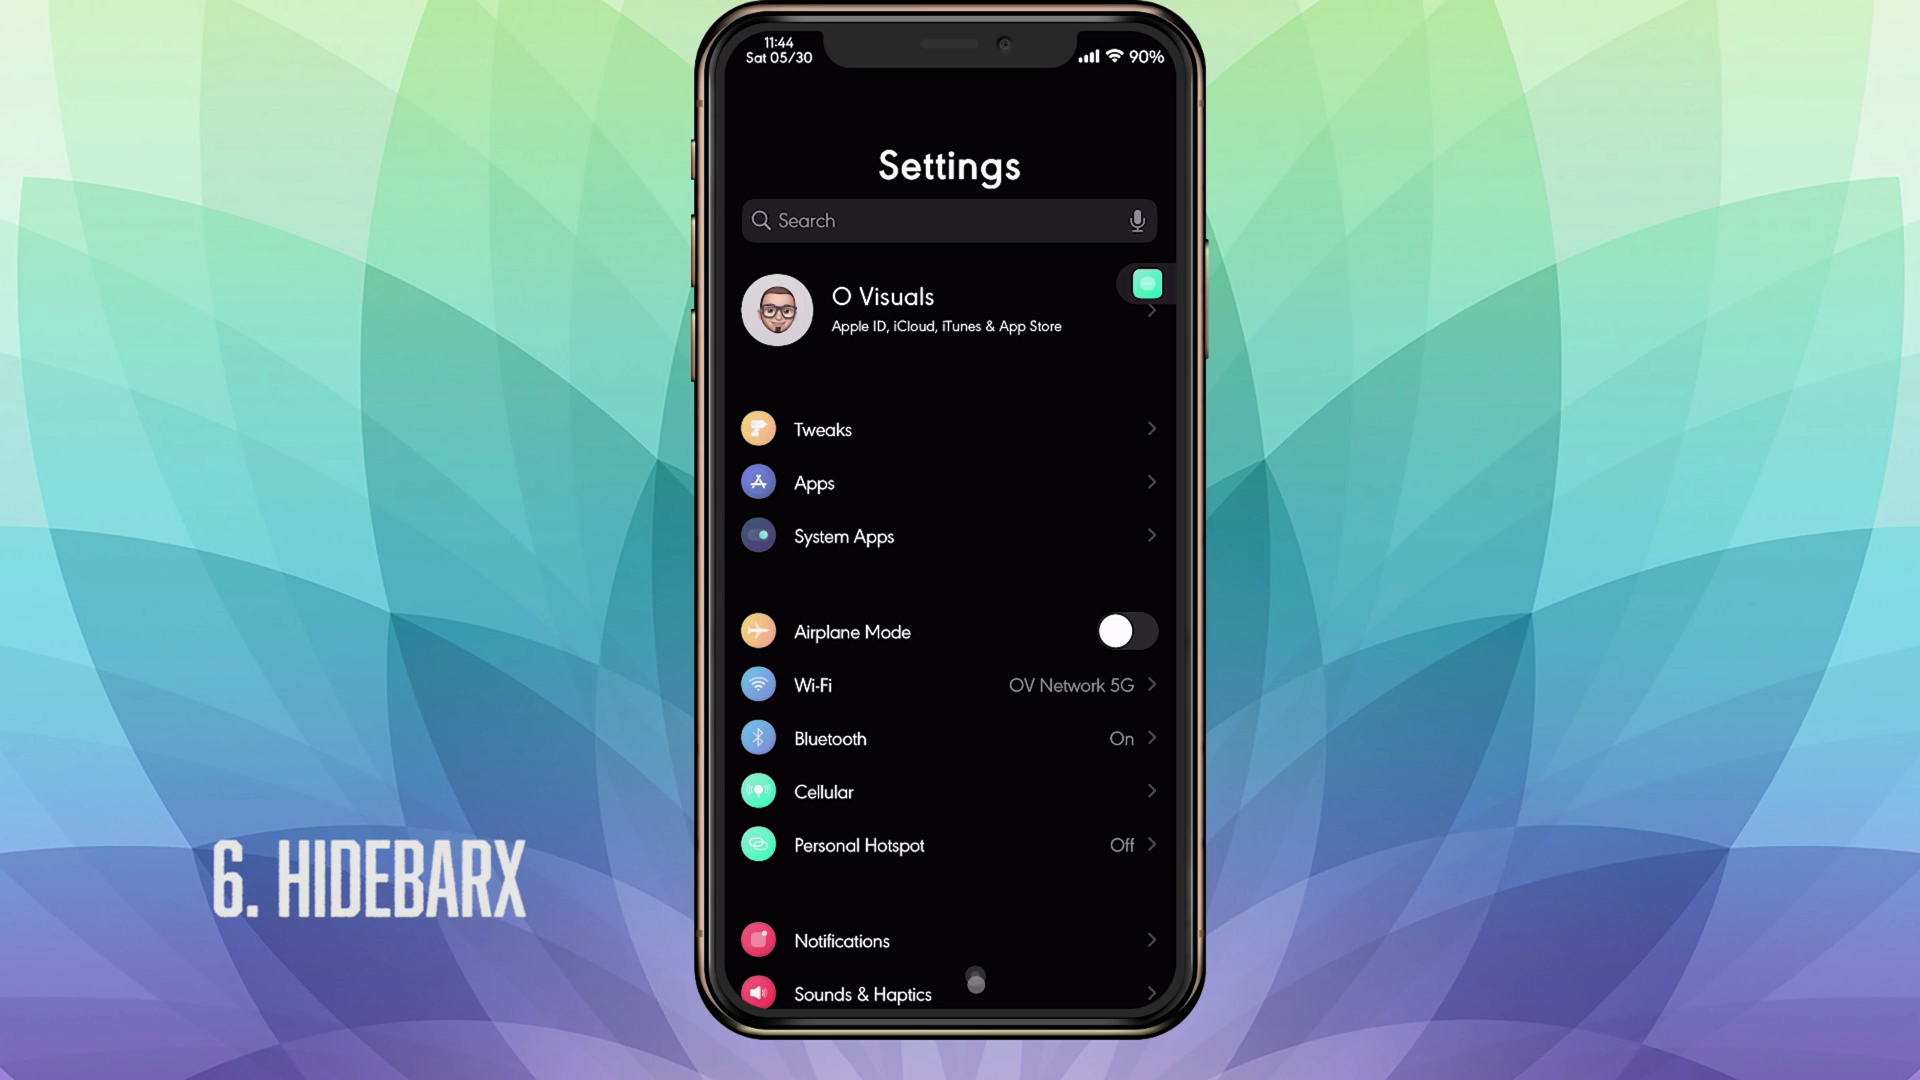 11:44
Sat 05/30
90%
Settings
Search
O Visuals
Apple ID, iCloud, iTunes & App Store
Tweaks
Apps
System Apps
Airplane Mode
Wi-Fi OV Network 5G
Bluetooth On
Cellular
Personal Hotspot Off
6. HIDEBARX
Notifications
Sounds & Haptics